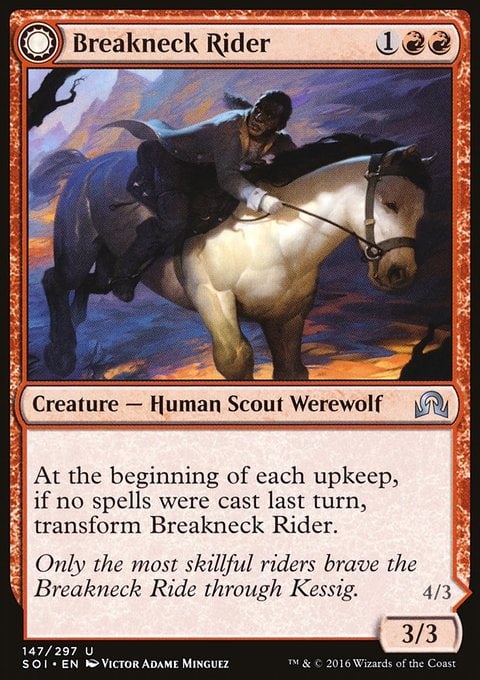 Breakneck Rider 1
Creature — Human Scout Werewolf
At the beginning of each upkeep,
if no spells were cast last turn,
transform Breakneck Rider.
Only the most skillful riders brave the
Breakneck Ride through Kessig.
4/3
3/3
147/297 U
SOI • EN Victor Adame Minguez
™ & © 2016 Wizards of the Coast